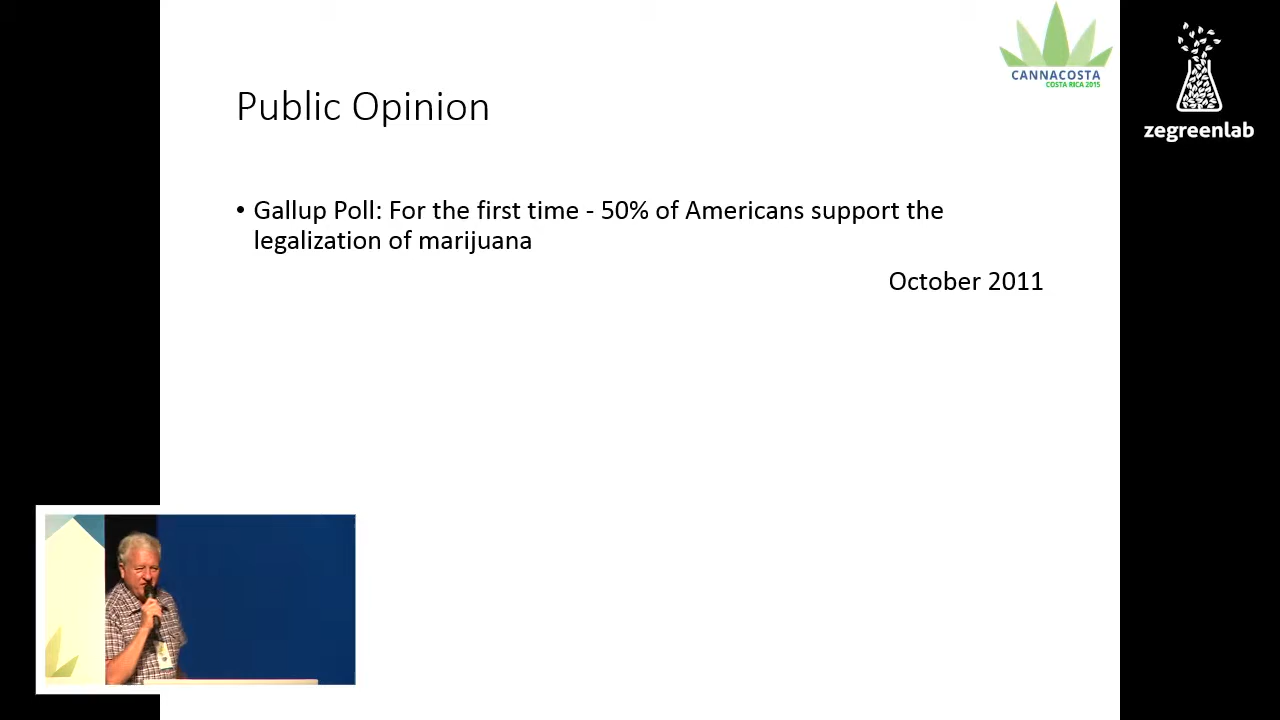 CANNACOSTA
COSTA RICA 2015
zegreenlab
Public Opinion
• Gallup Poll: For the first time - 50% of Americans support the
legalization of marijuana
October 2011